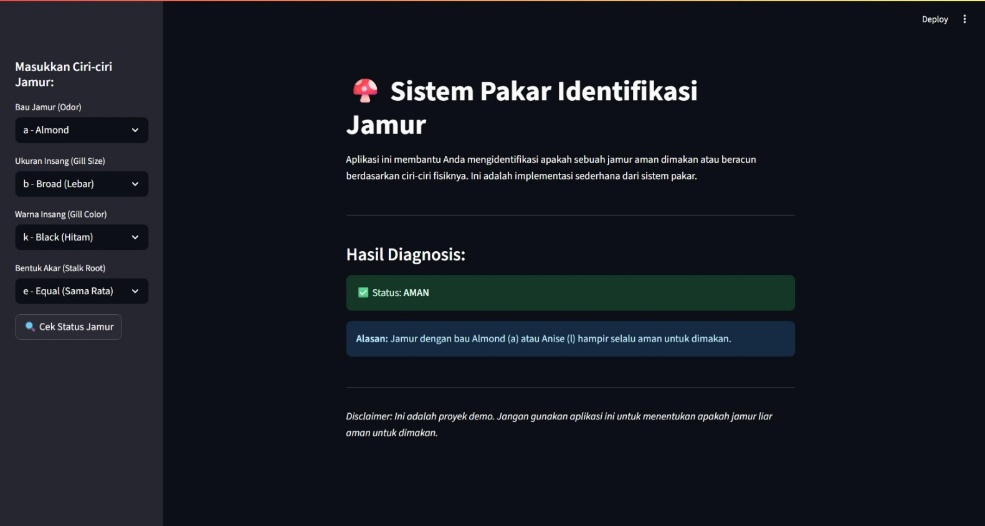 Deploy
Masukkan Ciri-ciri
Jamur:
Bau Jamur (Odor)
a - Almond
Ukuran Insang (Gill Size)
b - Broad (Lebar)
Warna Insang (Gill Color)
k - Black (Hitam)
Bentuk Akar (Stalk Root)
e - Equal (Sama Rata)
Cek Status Jamur
Sistem Pakar Identifikasi
Jamur
Aplikasi ini membantu Anda mengidentifikasi apakah sebuah jamur aman dimakan atau beracun
berdasarkan ciri-ciri fisiknya. Ini adalah implementasi sederhana dari sistem pakar.
Hasil Diagnosis:
Status: AMAN
Alasan: Jamur dengan bau Almond (a) atau Anise (l) hampir selalu aman untuk dimakan.
Disclaimer: Ini adalah proyek demo. Jangan gunakan aplikasi ini untuk menentukan apakah jamur liar
aman untuk dimakan.